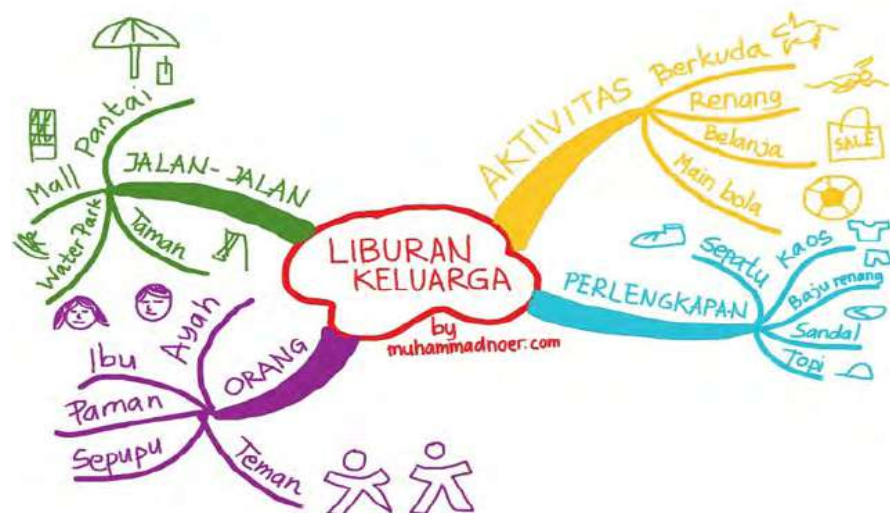 LIBURAN
KELUARGA
by
muhammadnoer.com
AKTIVITAS
Berkuda
Renang
Belanja
SALE
Main bola
PERLENGKAPAN
Sepatu
Kaos
Baju renang
Sandal
Topi
ORANG
Ayah
Ibu
Paman
Sepupu
Teman
JALAN-JALAN
Pantai
Mall
Water Park
Taman